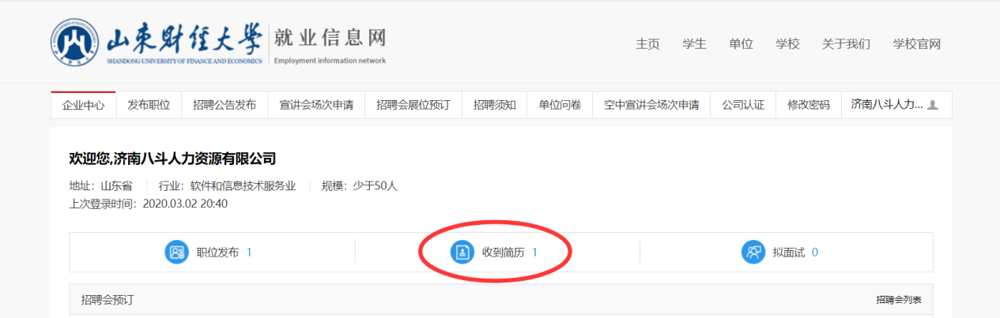 山东财经大学
SHANDONG UNIVERSITY OF FINANCE AND ECONOMICS
就业信息网
Employment information network
主页 学生 单位 学校 关于我们 学校官网
企业中心 发布职位 招聘公告发布 宣讲会场次申请 招聘会展位预订 招聘须知 单位问卷 空中宣讲会场次申请 公司认证 修改密码 济南八斗人力...
欢迎您,济南八斗人力资源有限公司
地址：山东省 行业：软件和信息技术服务业 规模：少于50人
上次登录时间：2020.03.02 20:40
职位发布 1 收到简历 1 拟面试 0
招聘会预订 招聘会列表